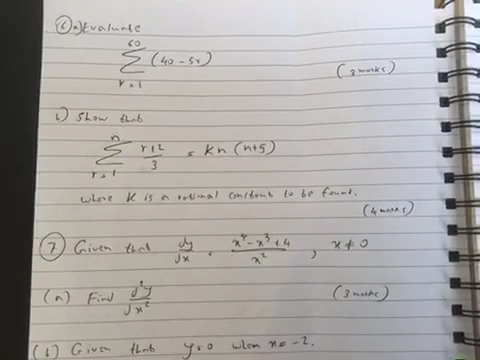 ⑥ a) Evaluate
60
∑ (40 - 5r)
r = 1
(3 marks)
b) Show that
n
∑ r+2/3 = Kn (n+5)
r = 1
where K is a rational constant to be found.
(4 marks)
⑦ Given that dy/dx = x⁴ - x³ + 4/x², x ≠ 0
(a) Find d²y/dx² (3 marks)
(b) Given that y=0 when x = -2.